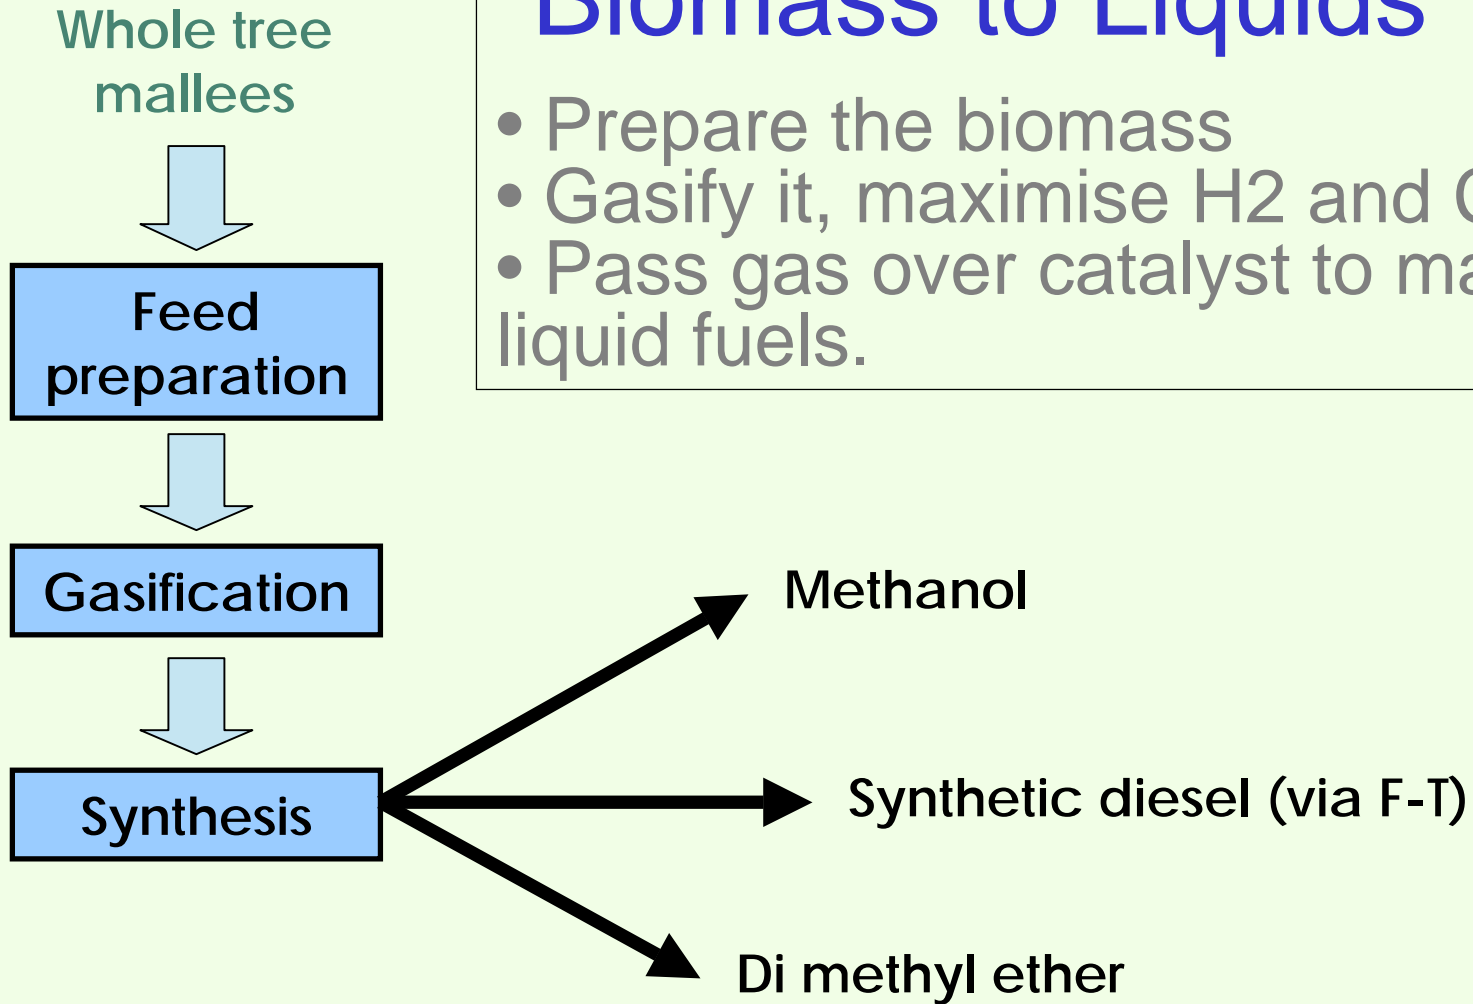 Biomass to Liquids
Whole tree
mallees
• Prepare the biomass
• Gasify it, maximise H2 and
• Pass gas over catalyst to
liquid fuels.
Feed
preparation
Gasification
Synthesis
Methanol
Synthetic diesel (via F-T)
Di methyl ether